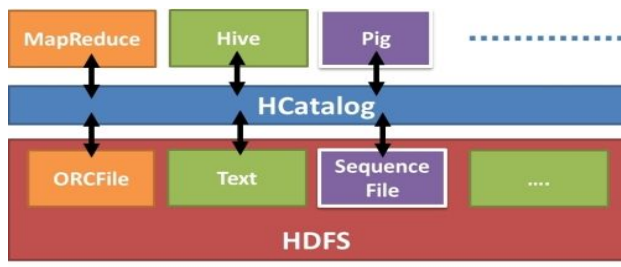 MapReduce
Hive
Pig
HCatalog
ORCFile
Text
Sequence
File
....
HDFS